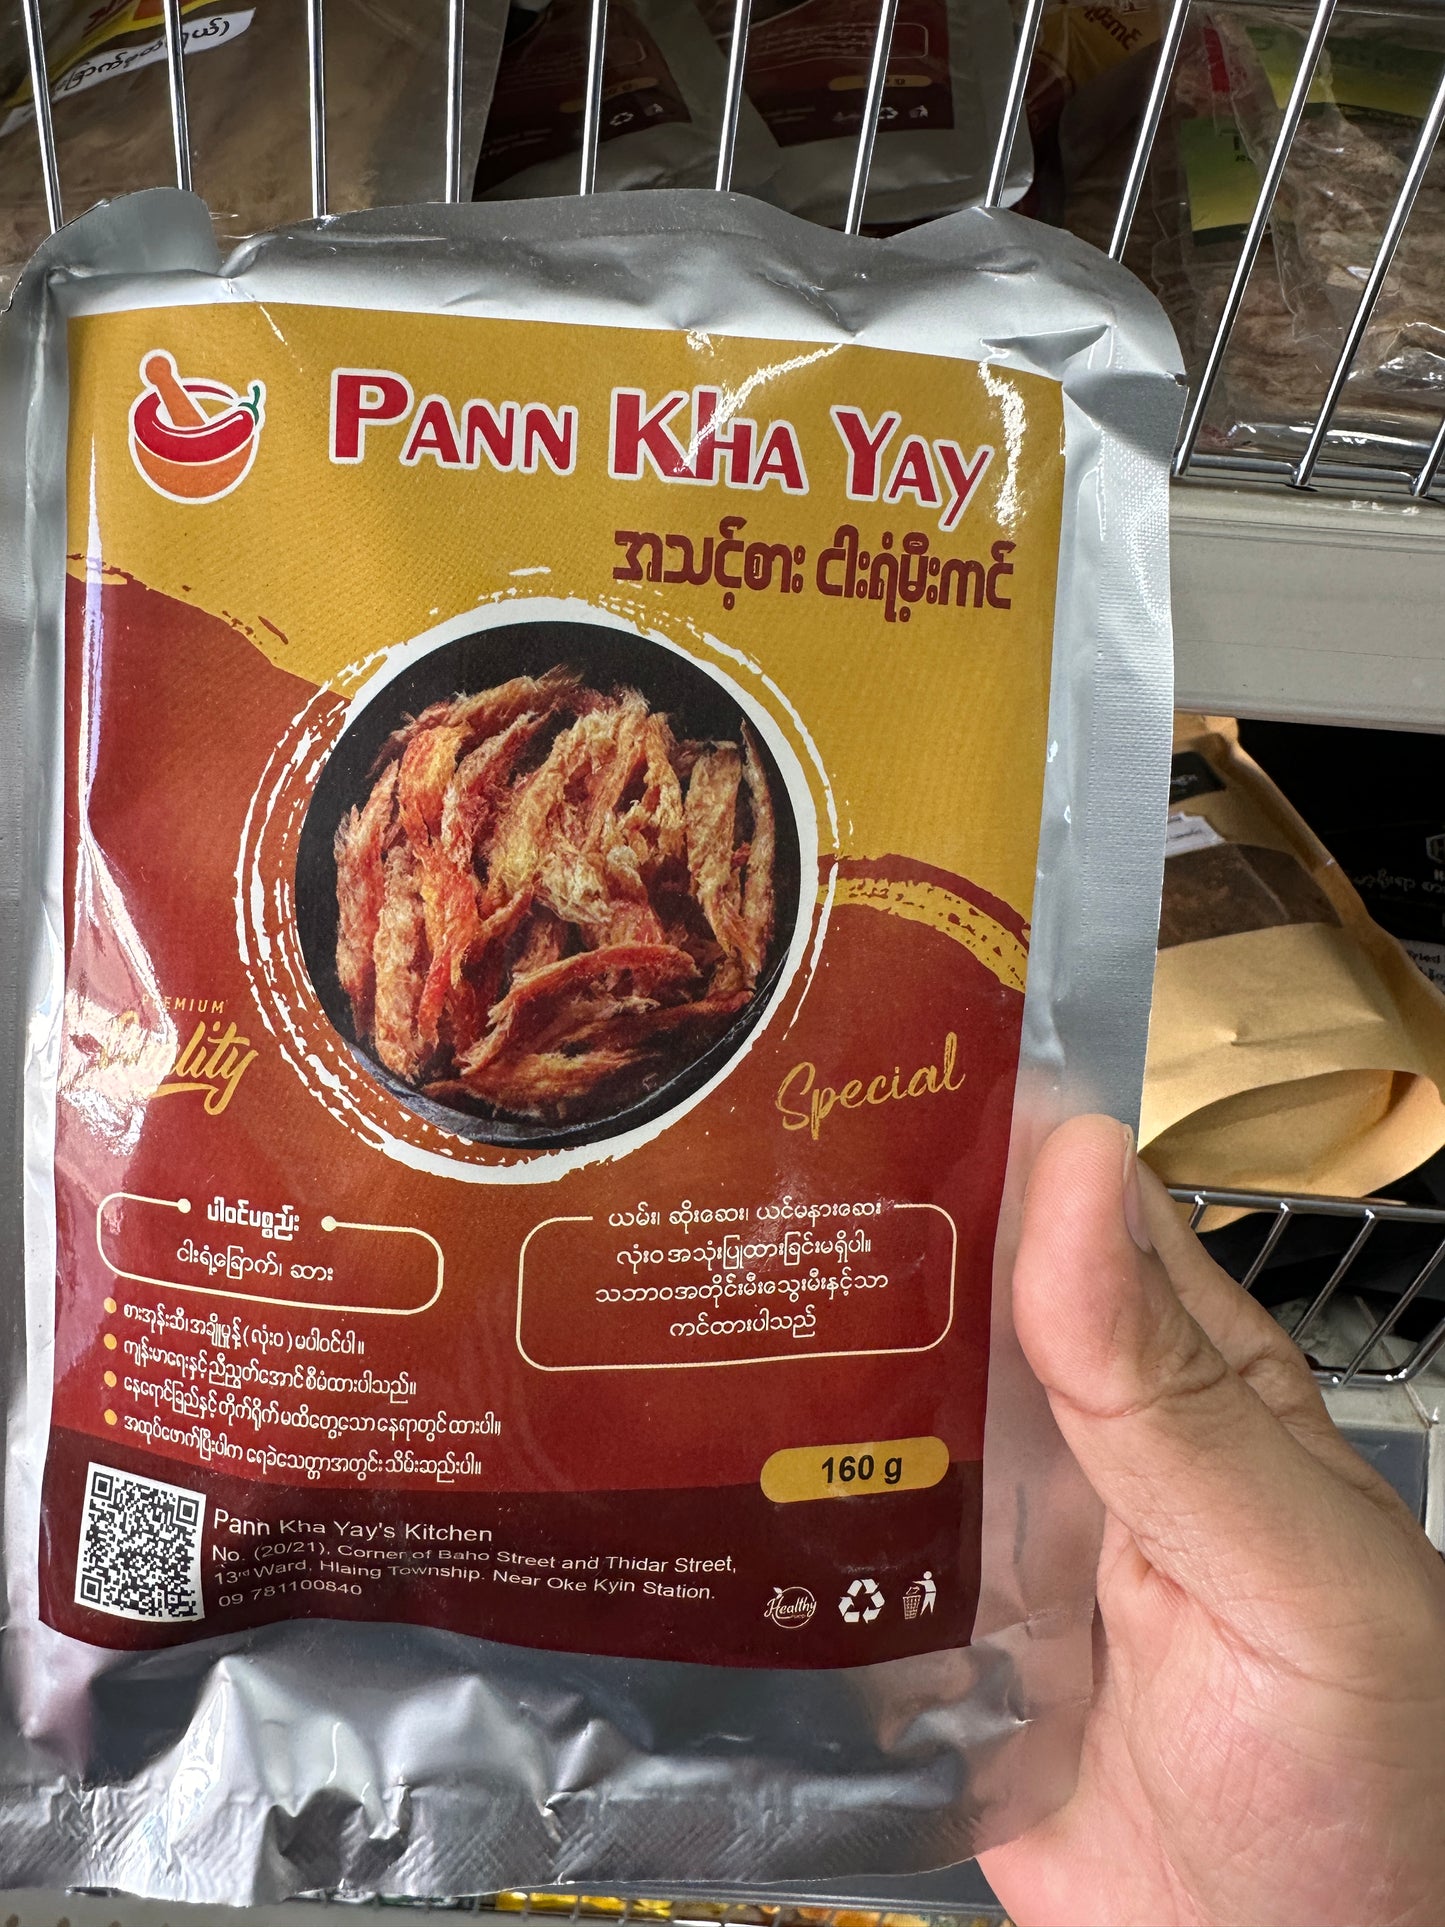 PANN KHA YAY
အသင့်စား ငါးရံ့မီးကင်
PREMIUM
Quality
Special
ပါဝင်ပစ္စည်း
ငါးရံ့ခြောက်၊ ဆား
စားအုန်းဆီ၊အချိုမှုန့်(လုံးဝ)မပါဝင်ပါ။
ကျန်းမာရေးနှင့်ညီညွတ်အောင်စီမံထားပါသည်။
နေရောင်ခြည်နှင့်တိုက်ရိုက်မထိတွေ့သောနေရာတွင်ထားပါ။
အထုပ်ဖောက်ပြီးပါက ရေခဲသေတ္တာအတွင်းသိမ်းဆည်းပါ။
ယမ်း၊ ဆိုးဆေး၊ ယင်မနားဆေး
လုံးဝအသုံးပြုထားခြင်းမရှိပါ။
သဘာဝအတိုင်းမီးသွေးမီးနှင့်သာ
ကင်ထားပါသည်
160 g
Pann Kha Yay's Kitchen
No. (20/21), Corner of Baho Street and Thidar Street,
13rd Ward, Hlaing Township. Near Oke Kyin Station.
09 781100840
Healthy